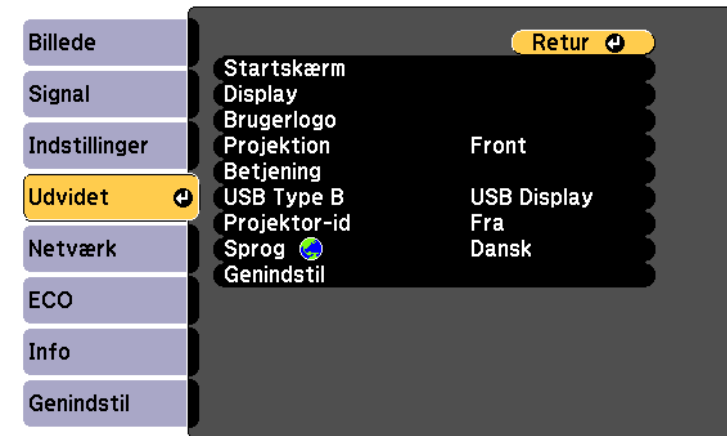 Billede
Signal
Indstillinger
Udvidet
Netværk
ECO
Info
Genindstil
Retur
Startskærm
Display
Brugerlogo
Projektion Front
Betjening
USB Type B USB Display
Projektor-id Fra
Sprog Dansk
Genindstil